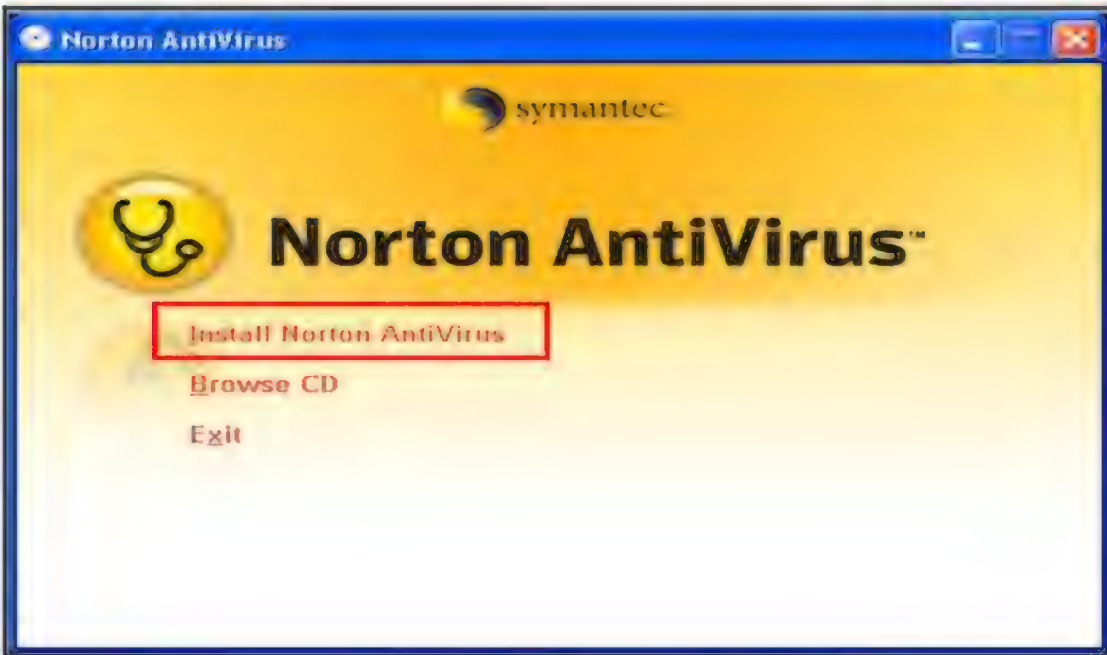 Norton AntiVirus
symantec.
Norton AntiVirus™
Install Norton AntiVirus
Browse CD
Exit